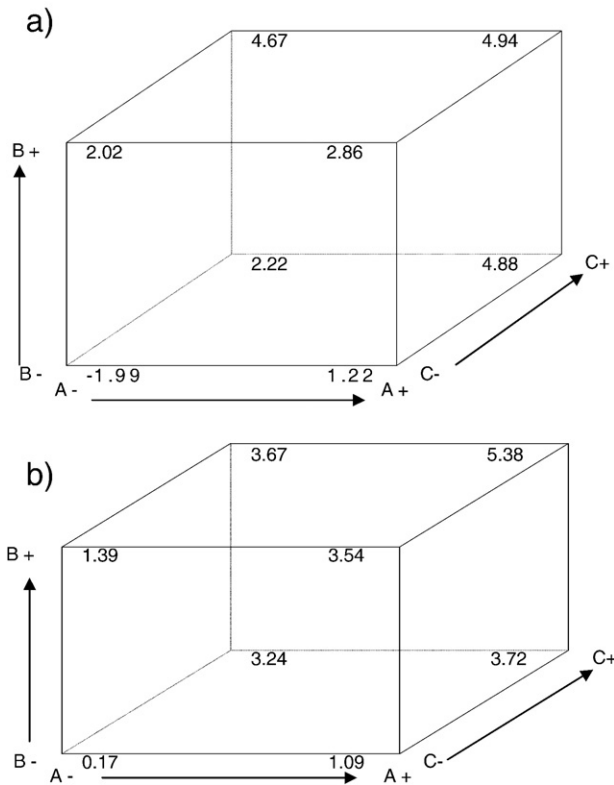 a)
4.67 4.94
B + 2.02 2.86
2.22 4.88 C+
B - -1.99 1.22 C-
A - A +
b)
3.67 5.38
B + 1.39 3.54
3.24 3.72 C+
B - 0.17 1.09 C-
A - A +